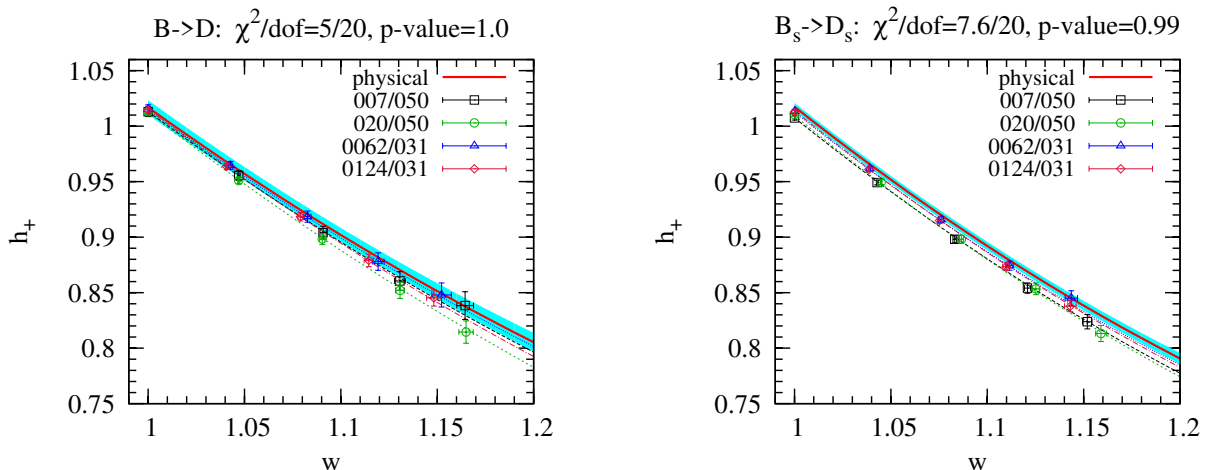 B->D: χ²/dof=5/20, p-value=1.0
h₊
1.05
1
0.95
0.9
0.85
0.8
0.75
physical
007/050
020/050
0062/031
0124/031
1 1.05 1.1 1.15 1.2
w
Bₛ->Dₛ: χ²/dof=7.6/20, p-value=0.99
h₊
1.05
1
0.95
0.9
0.85
0.8
0.75
physical
007/050
020/050
0062/031
0124/031
1 1.05 1.1 1.15 1.2
w